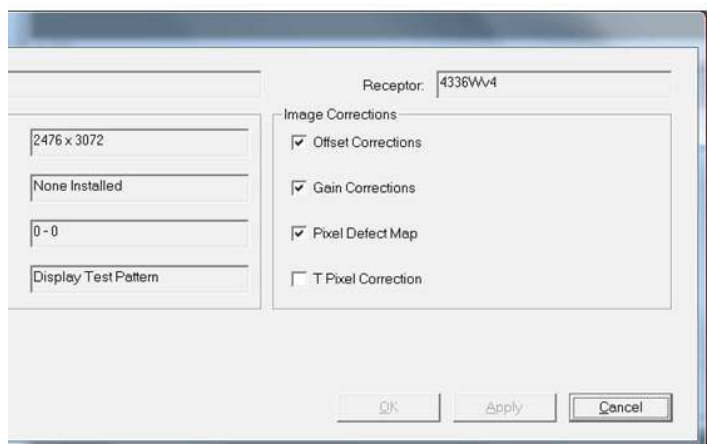 Receptor: 4336Wv4
Image Corrections
2476 x 3072
Offset Corrections
None Installed
Gain Corrections
0 - 0
Pixel Defect Map
Display Test Pattern
T Pixel Correction
OK Apply Cancel